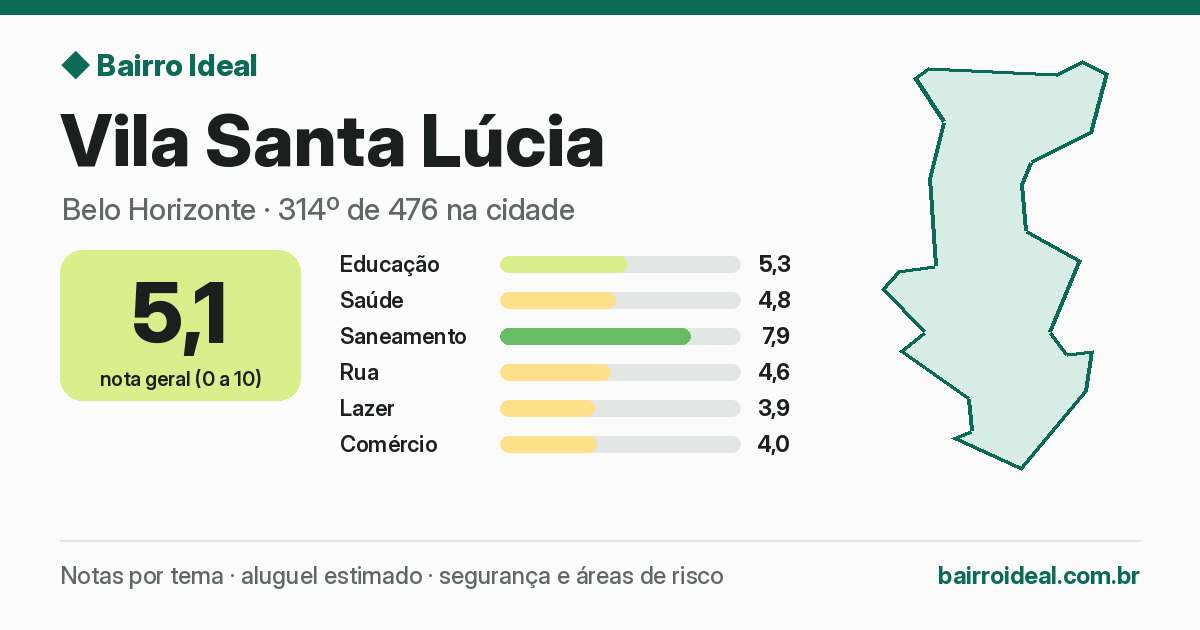 Bairro Ideal
Vila Santa Lúcia
Belo Horizonte · 314º de 476 na cidade
5,1
nota geral (0 a 10)
Educação 5,3
Saúde 4,8
Saneamento 7,9
Rua 4,6
Lazer 3,9
Comércio 4,0
Notas por tema · aluguel estimado · segurança e áreas de risco
bairroideal.com.br